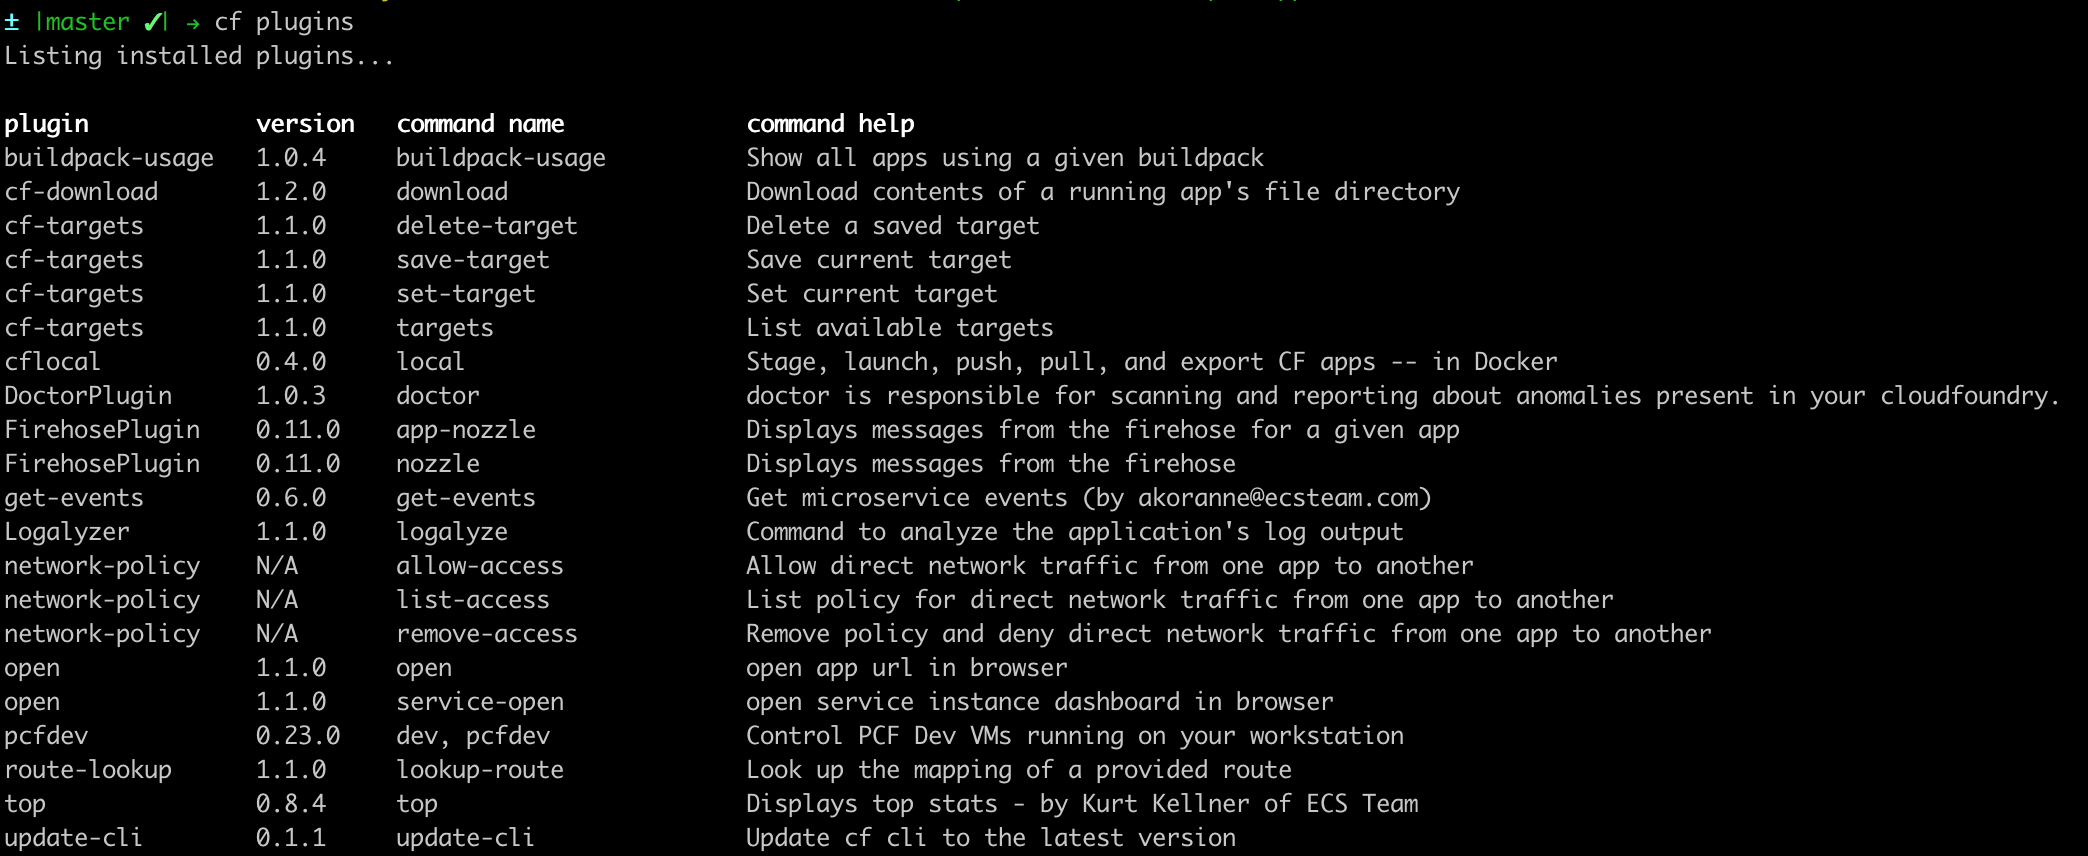 ± |master ✓| → cf plugins
Listing installed plugins...
plugin version command name command help
buildpack-usage 1.0.4 buildpack-usage Show all apps using a given buildpack
cf-download 1.2.0 download Download contents of a running app's file directory
cf-targets 1.1.0 delete-target Delete a saved target
cf-targets 1.1.0 save-target Save current target
cf-targets 1.1.0 set-target Set current target
cf-targets 1.1.0 targets List available targets
cflocal 0.4.0 local Stage, launch, push, pull, and export CF apps -- in Docker
DoctorPlugin 1.0.3 doctor doctor is responsible for scanning and reporting about anomalies present in your cloudfoundry.
FirehosePlugin 0.11.0 app-nozzle Displays messages from the firehose for a given app
FirehosePlugin 0.11.0 nozzle Displays messages from the firehose
get-events 0.6.0 get-events Get microservice events (by akoranne@ecsteam.com)
Logalyzer 1.1.0 logalyze Command to analyze the application's log output
network-policy N/A allow-access Allow direct network traffic from one app to another
network-policy N/A list-access List policy for direct network traffic from one app to another
network-policy N/A remove-access Remove policy and deny direct network traffic from one app to another
open 1.1.0 open open app url in browser
open 1.1.0 service-open open service instance dashboard in browser
pcfdev 0.23.0 dev, pcfdev Control PCF Dev VMs running on your workstation
route-lookup 1.1.0 lookup-route Look up the mapping of a provided route
top 0.8.4 top Displays top stats - by Kurt Kellner of ECS Team
update-cli 0.1.1 update-cli Update cf cli to the latest version